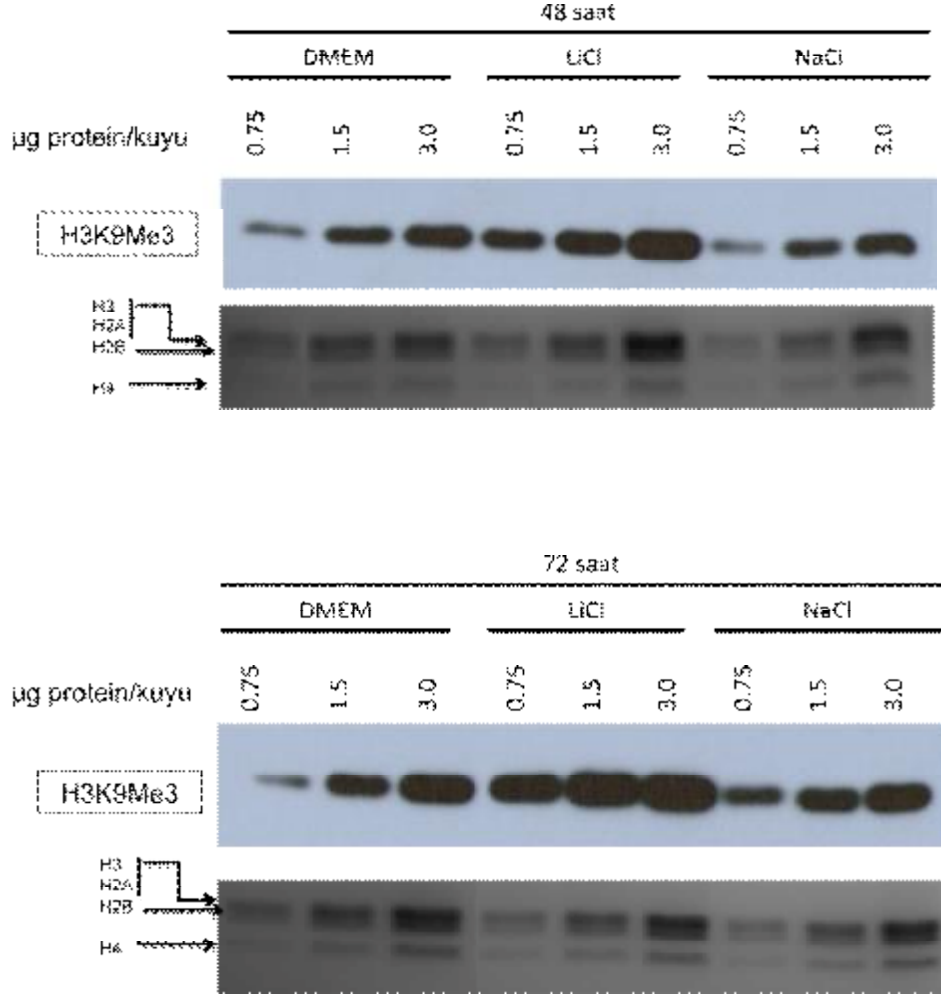 48 saat
DMEM LiCl NaCl
µg protein/kuyu 0.75 1.5 3.0 0.75 1.5 3.0 0.75 1.5 3.0
H3K9Me3
H3
H2A
H2B
H4
72 saat
DMEM LiCl NaCl
µg protein/kuyu 0.75 1.5 3.0 0.75 1.5 3.0 0.75 1.5 3.0
H3K9Me3
H3
H2A
H2B
H4